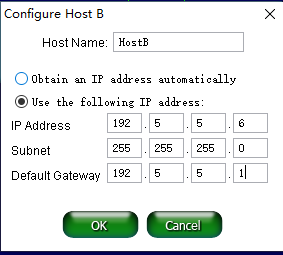 Configure Host B
Host Name: HostB
Obtain an IP address automatically
Use the following IP address:
IP Address 192 . 5 . 5 . 6
Subnet 255 . 255 . 255 . 0
Default Gateway 192 . 5 . 5 . 1
OK Cancel